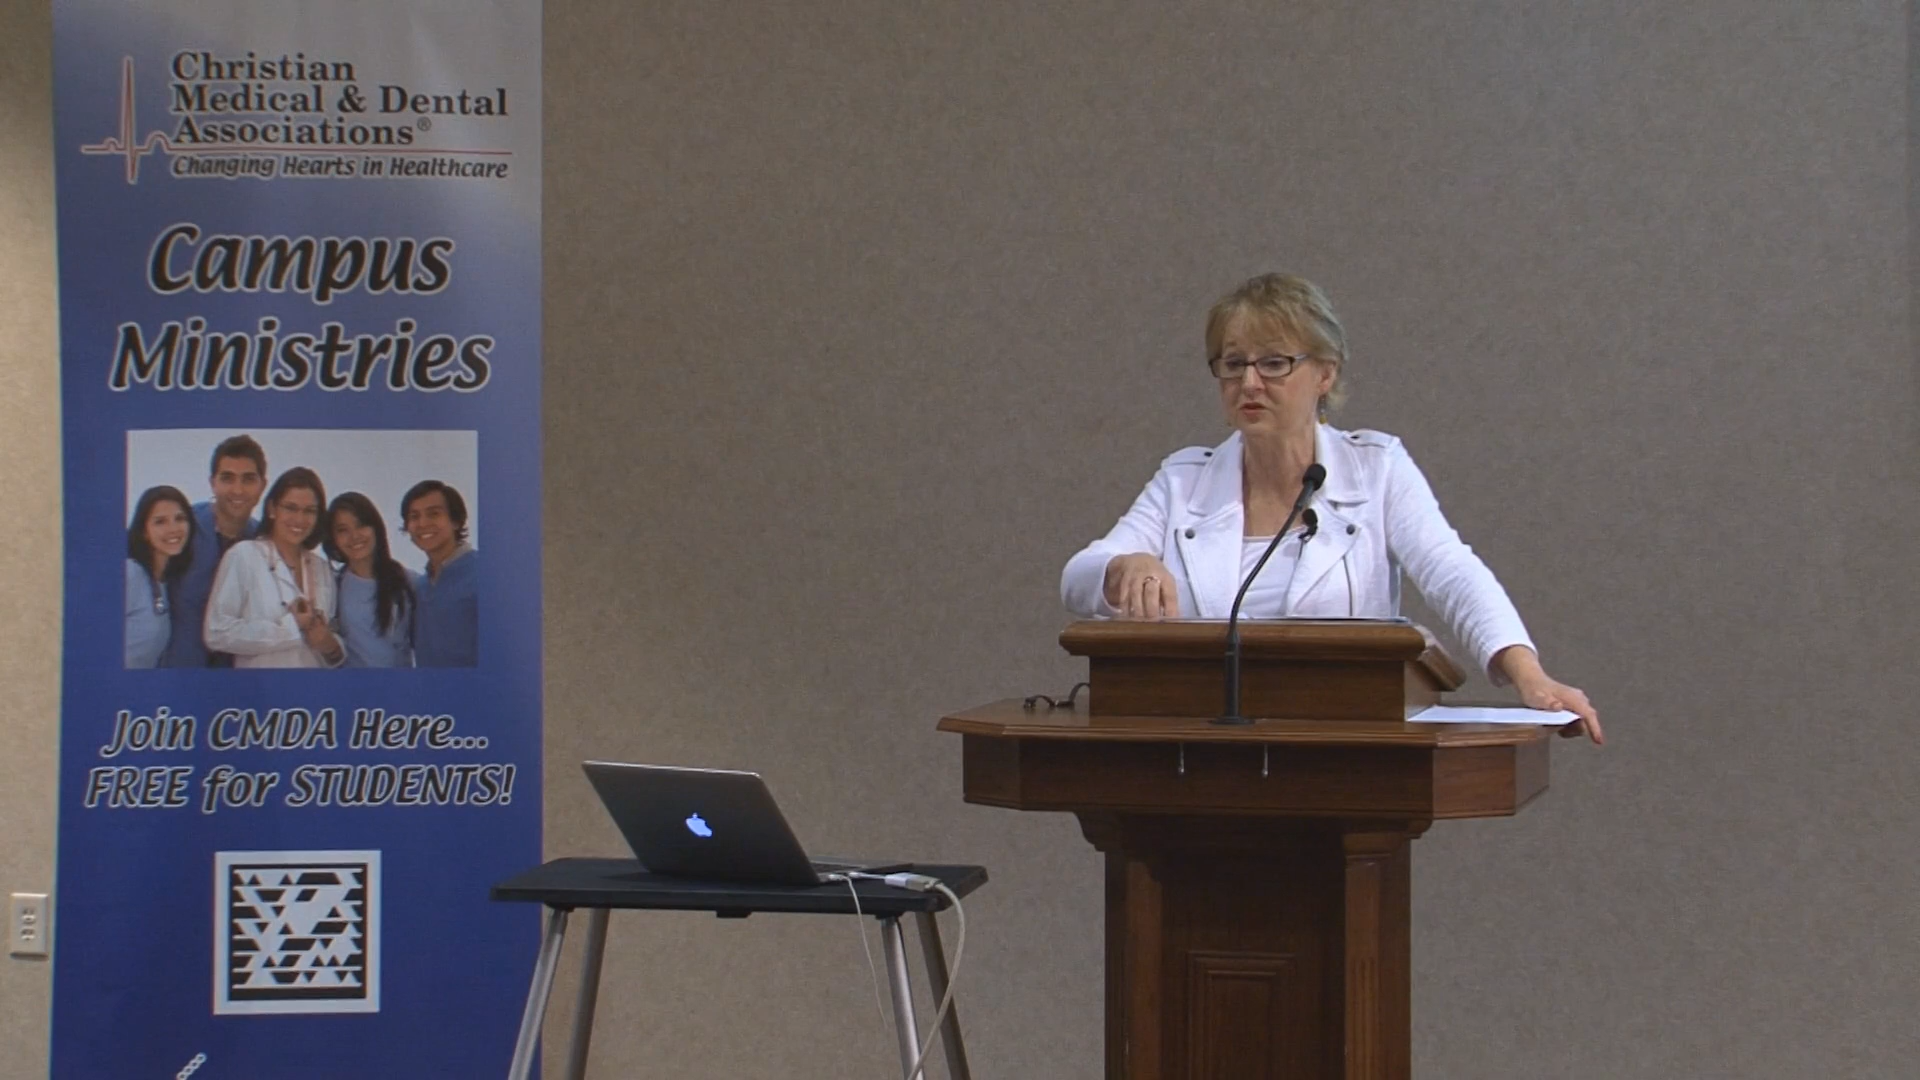 Christian
Medical & Dental
Associations®
Changing Hearts in Healthcare
Campus
Ministries
Join CMDA Here...
FREE for STUDENTS!